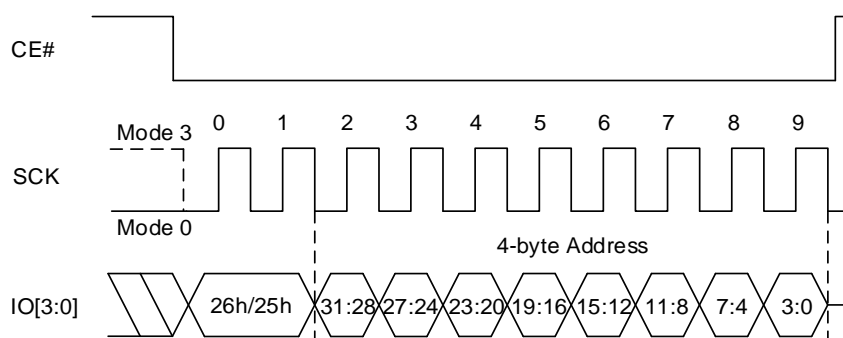 CE#
Mode 3
0 1 2 3 4 5 6 7 8 9
SCK
Mode 0
4-byte Address
IO[3:0]
26h/25h 31:28 27:24 23:20 19:16 15:12 11:8 7:4 3:0